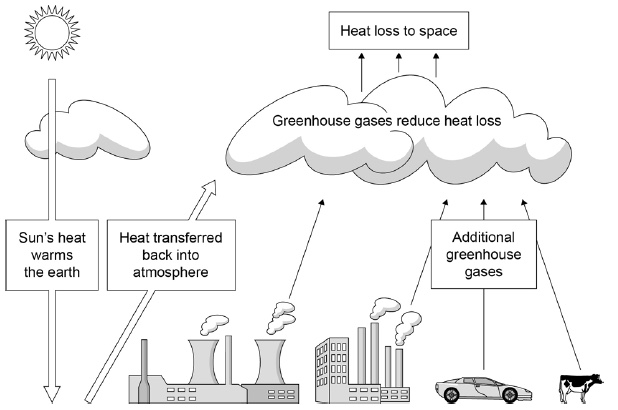 Heat loss to space
Greenhouse gases reduce heat loss
Sun's heat
warms
the earth
Heat transferred
back into
atmosphere
Additional
greenhouse
gases